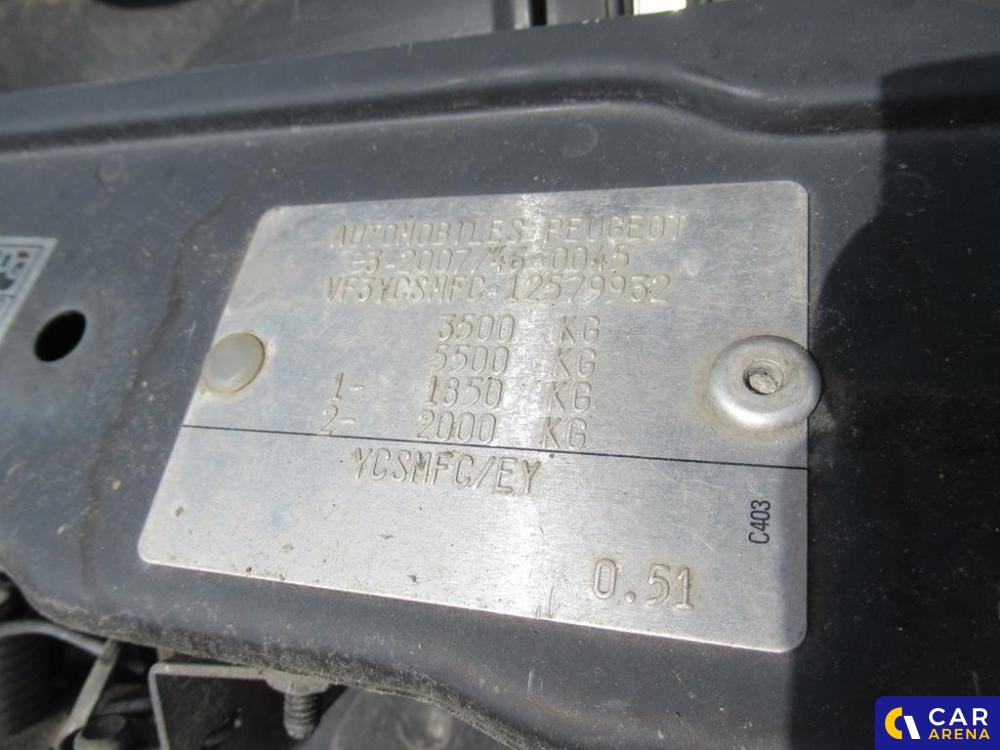 AUTOMOBILES PEUGEOT
e3-2007/46-0045
VF3YCSMFC-12579932
3500 KG
5500 KG
1- 1850 KG
2- 2000 KG
YCSMFC/EY
C403
0.51
CAR
ARENA